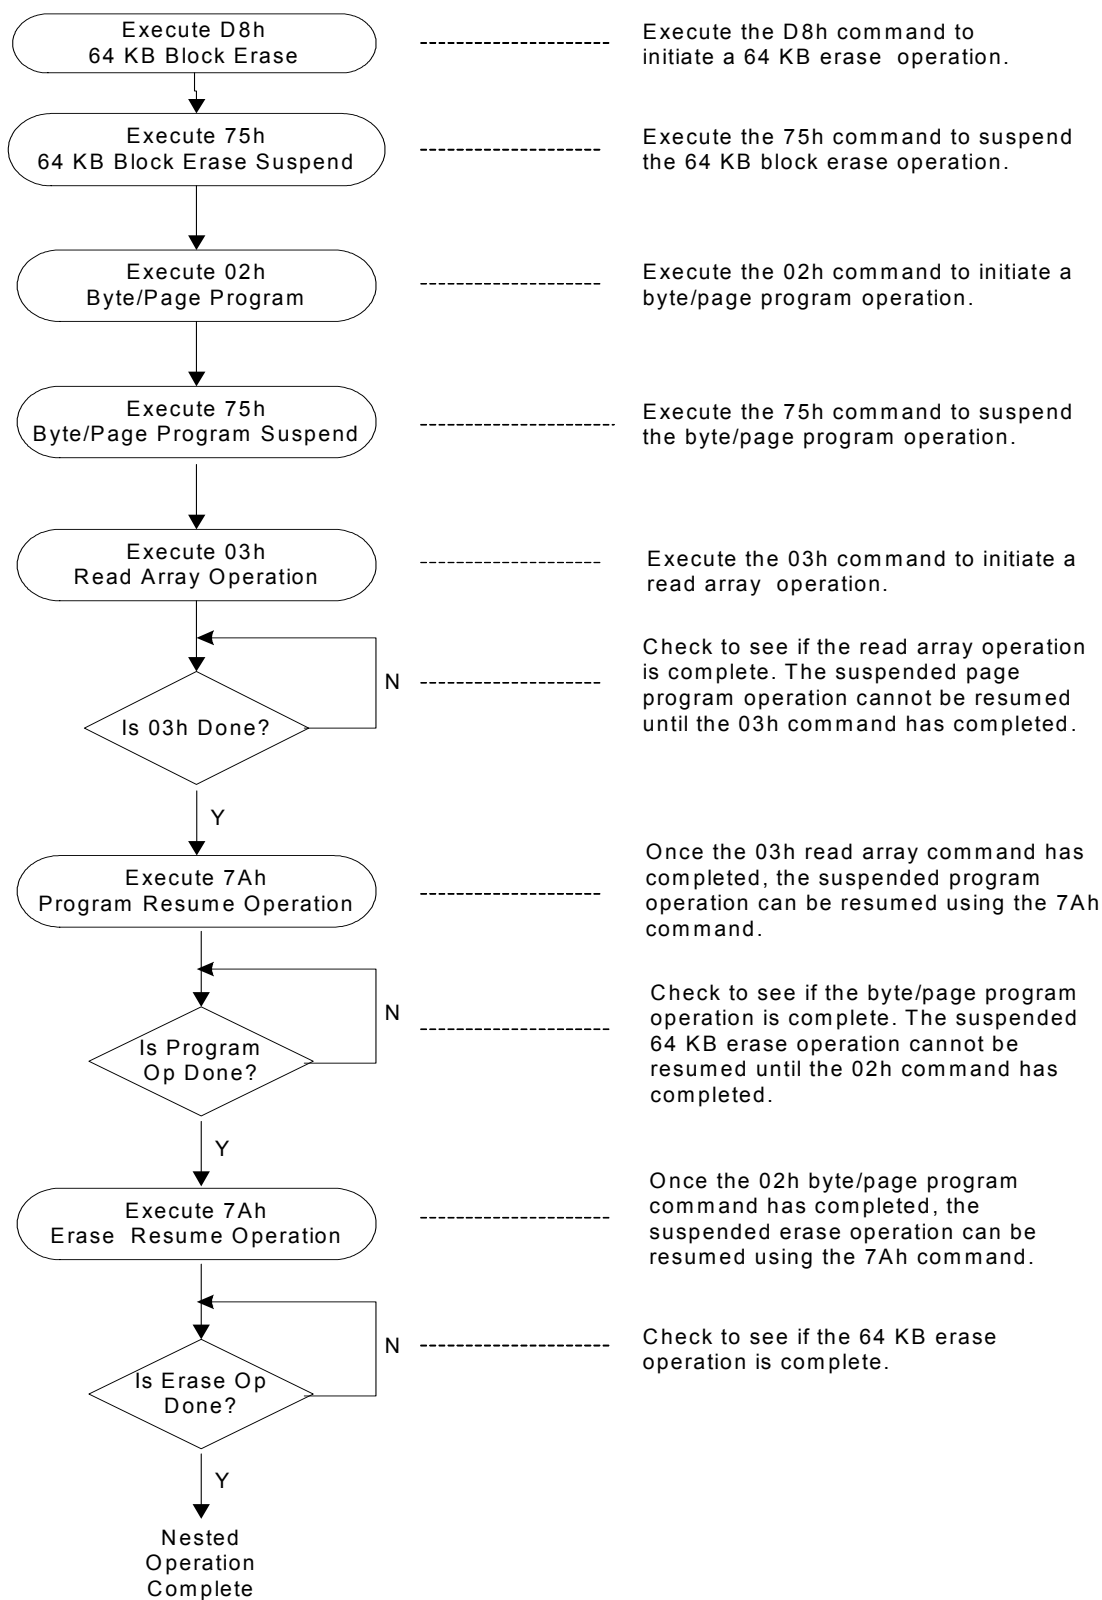 Execute D8h
64 KB Block Erase
Execute the D8h command to
initiate a 64 KB erase operation.
Execute 75h
64 KB Block Erase Suspend
Execute the 75h command to suspend
the 64 KB block erase operation.
Execute 02h
Byte/Page Program
Execute the 02h command to initiate a
byte/page program operation.
Execute 75h
Byte/Page Program Suspend
Execute the 75h command to suspend
the byte/page program operation.
Execute 03h
Read Array Operation
Execute the 03h command to initiate a
read array operation.
Is 03h Done?
N
Check to see if the read array operation
is complete. The suspended page
program operation cannot be resumed
until the 03h command has completed.
Y
Execute 7Ah
Program Resume Operation
Once the 03h read array command has
completed, the suspended program
operation can be resumed using the 7Ah
command.
Is Program
Op Done?
N
Check to see if the byte/page program
operation is complete. The suspended
64 KB erase operation cannot be
resumed until the 02h command has
completed.
Y
Execute 7Ah
Erase Resume Operation
Once the 02h byte/page program
command has completed, the
suspended erase operation can be
resumed using the 7Ah command.
Is Erase Op
Done?
N
Check to see if the 64 KB erase
operation is complete.
Y
Nested
Operation
Complete